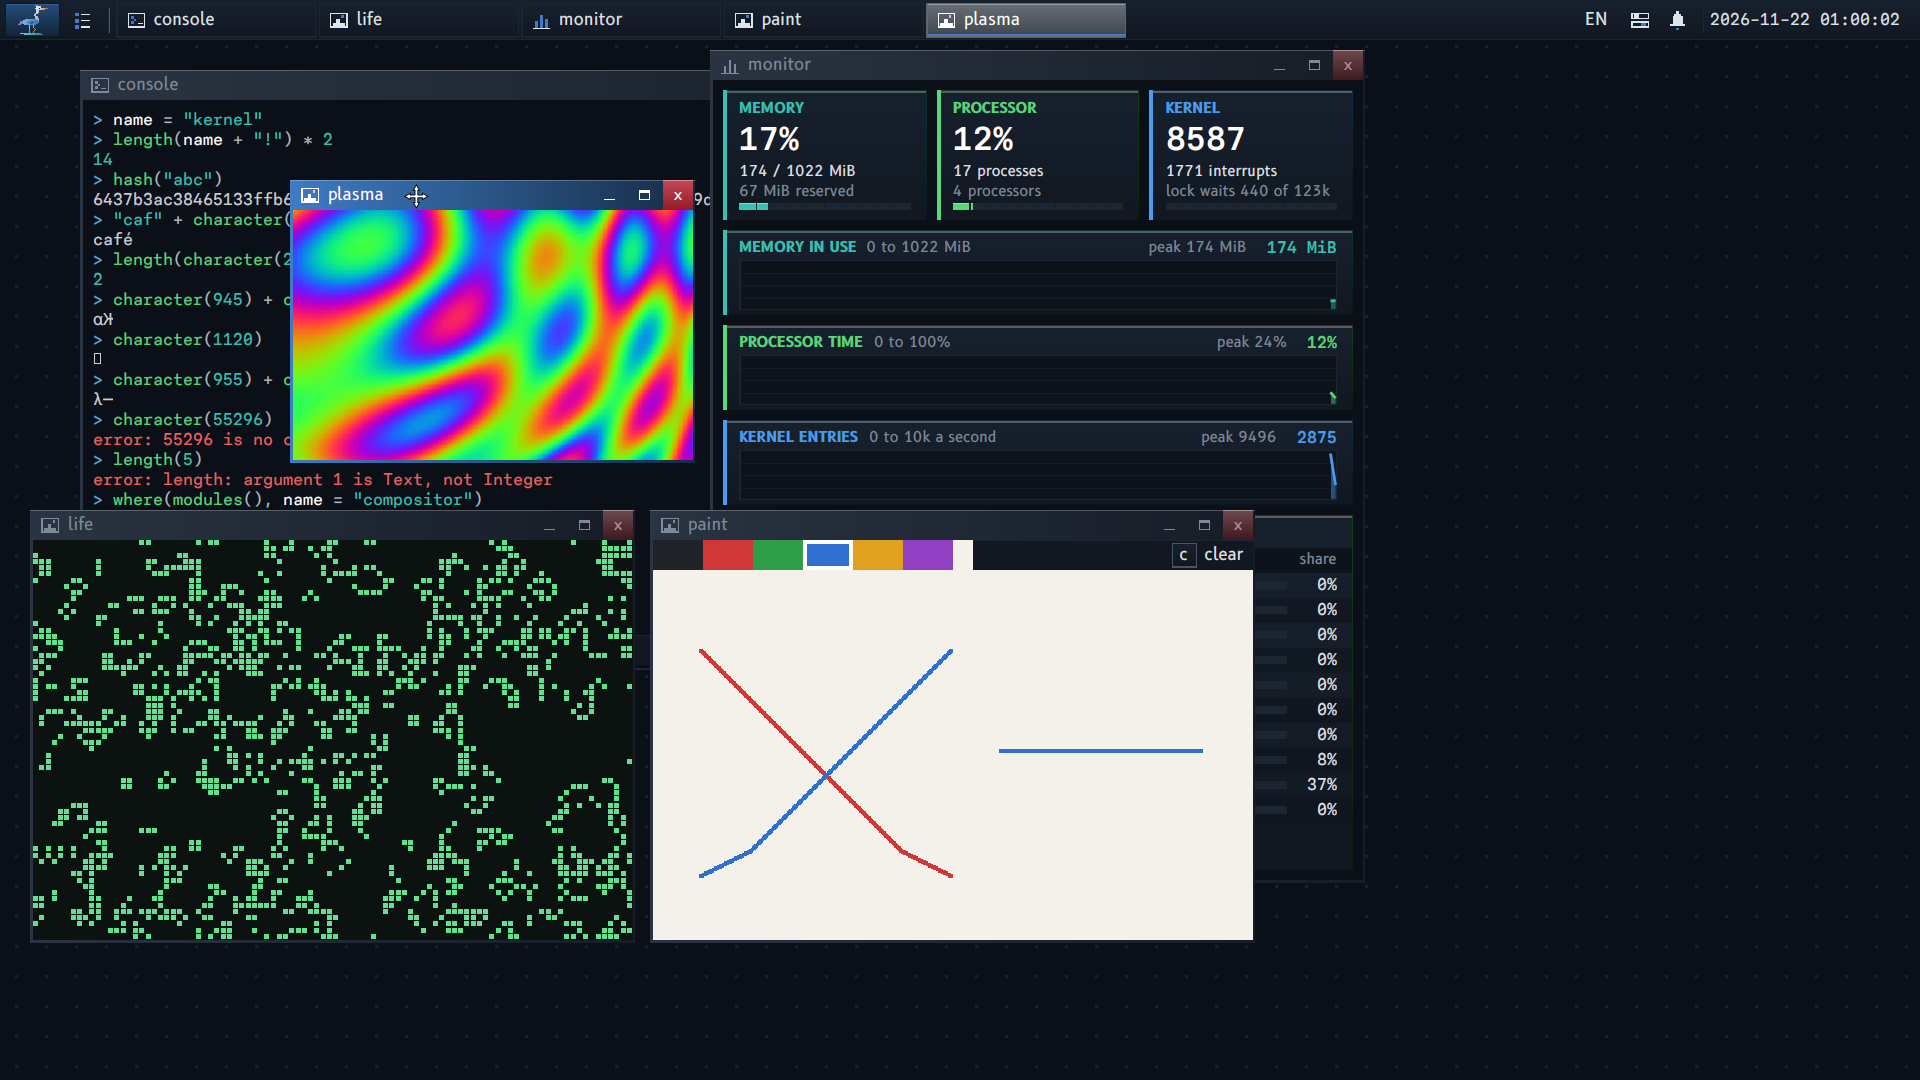 console
life
monitor
paint
plasma
EN
2026-11-22 01:00:02
console
> name = "kernel"
> length(name + "!") * 2
14
> hash("abc")
6437b3ac38465133ffb6
> "caf" + character(
café
> length(character(2
2
> character(945) + c
> character(1120)
> character(955) + c
λ—
> character(55296)
error: 55296 is no c
> length(5)
error: length: argument 1 is Text, not Integer
> where(modules(), name = "compositor")
plasma
x
monitor
x
MEMORY
17%
174 / 1022 MiB
67 MiB reserved
PROCESSOR
12%
17 processes
4 processors
KERNEL
8587
1771 interrupts
lock waits 440 of 123k
MEMORY IN USE 0 to 1022 MiB peak 174 MiB 174 MiB
PROCESSOR TIME 0 to 100% peak 24% 12%
KERNEL ENTRIES 0 to 10k a second peak 9496 2875
share
0%
0%
0%
0%
0%
0%
0%
8%
37%
0%
life
x
paint
x
c clear